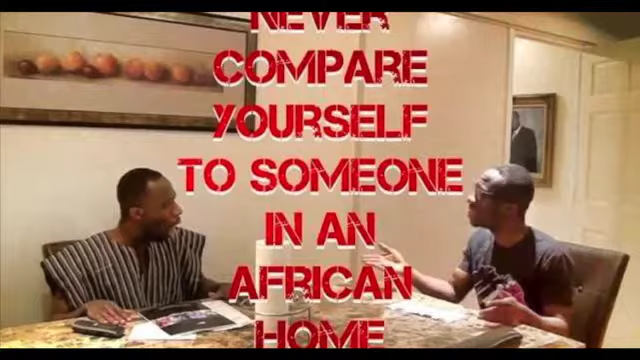 NEVER
COMPARE
YOURSELF
TO SOMEONE
IN AN
AFRICAN
HOME